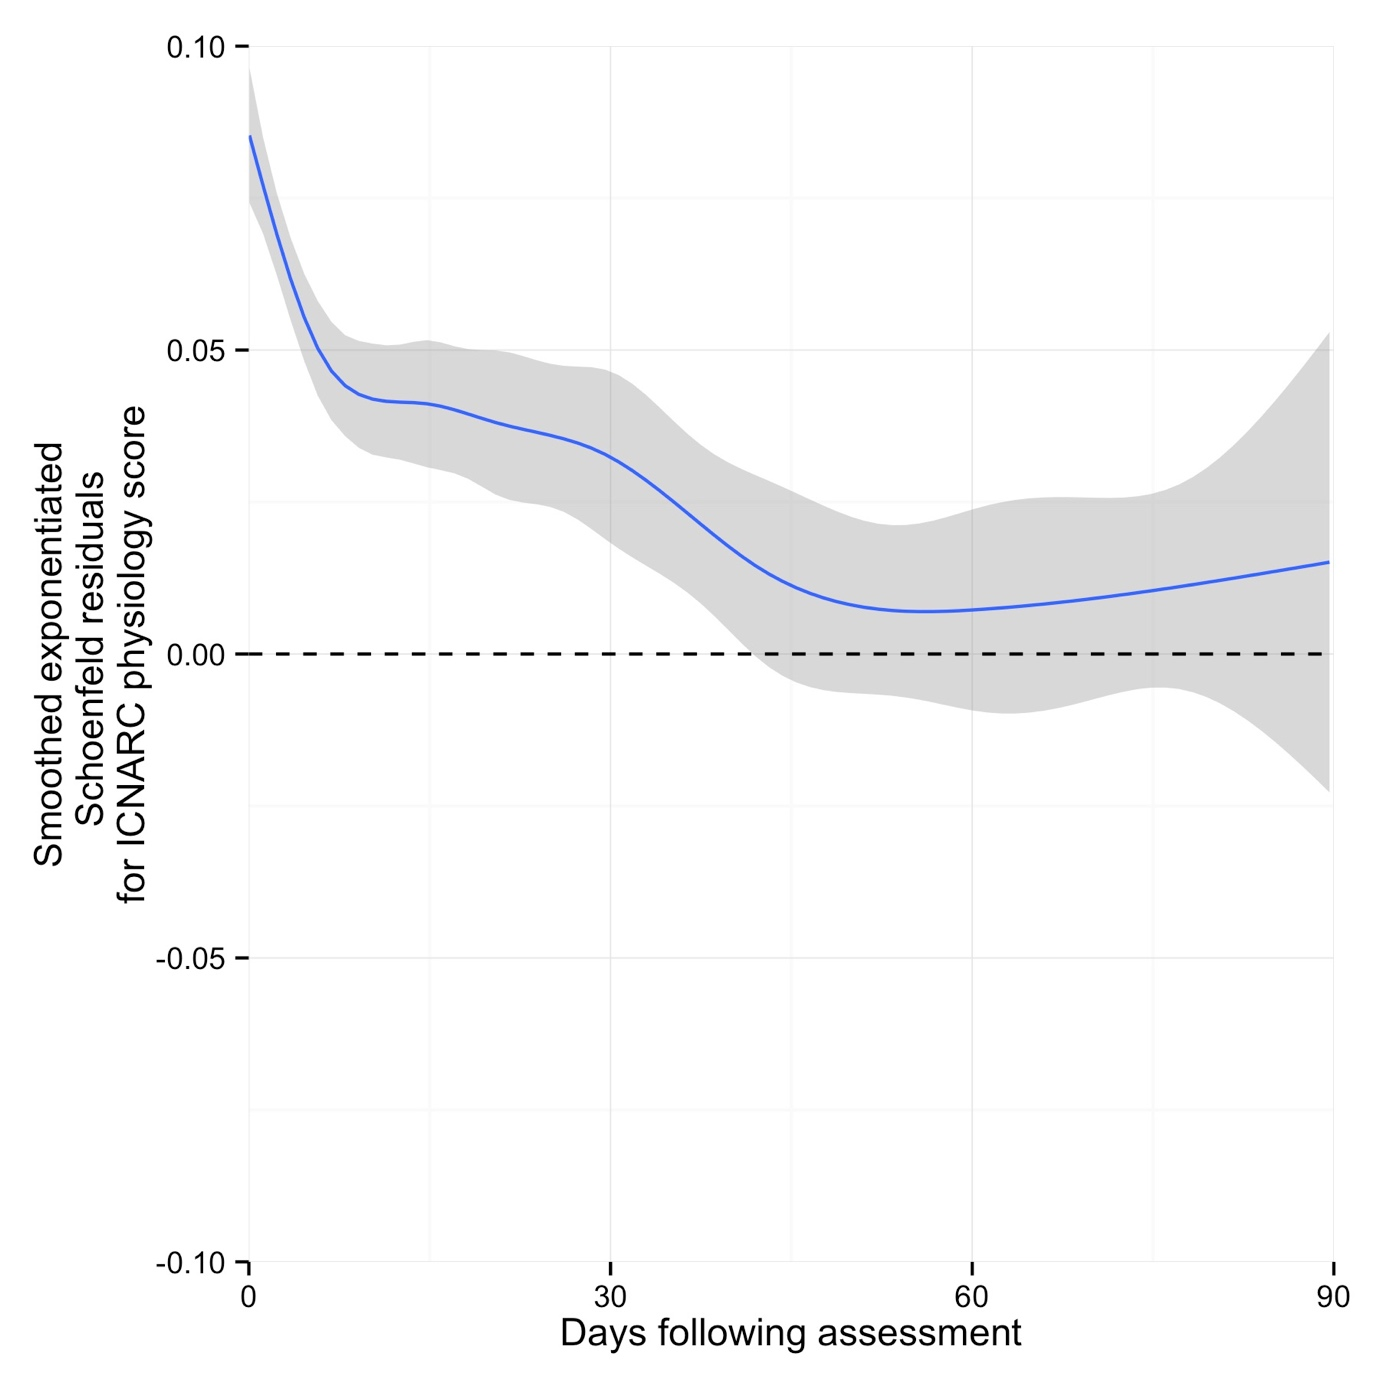 0.10
0.05
0.00
-0.05
-0.10
Smoothed exponentiated
Schoenfeld residuals
for ICNARC physiology score
0
30
60
90
Days following assessment